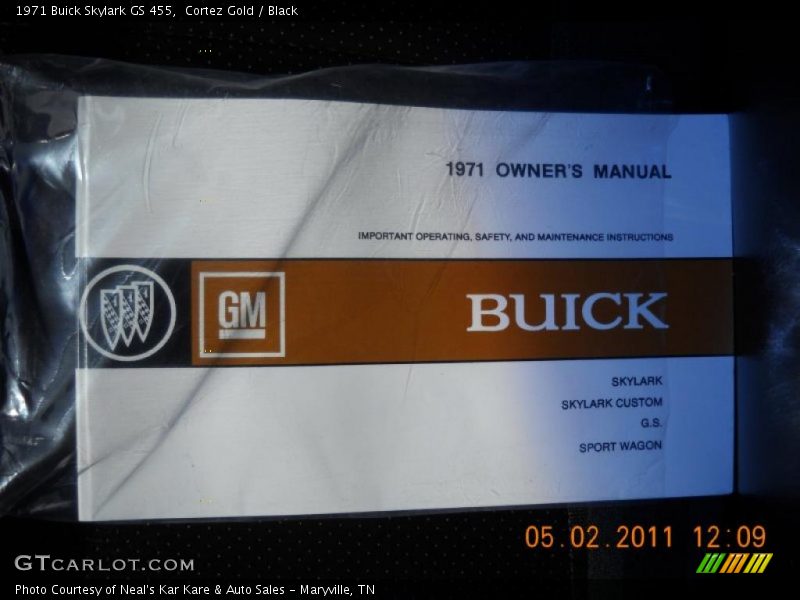 1971 Buick Skylark GS 455,  Cortez Gold / Black
1971 OWNER'S MANUAL
IMPORTANT OPERATING, SAFETY, AND MAINTENANCE INSTRUCTIONS
GM
BUICK
SKYLARK
SKYLARK CUSTOM
G.S.
SPORT WAGON
05.02.2011 12:09
GTCARLOT.COM
Photo Courtesy of Neal's Kar Kare & Auto Sales - Maryville, TN